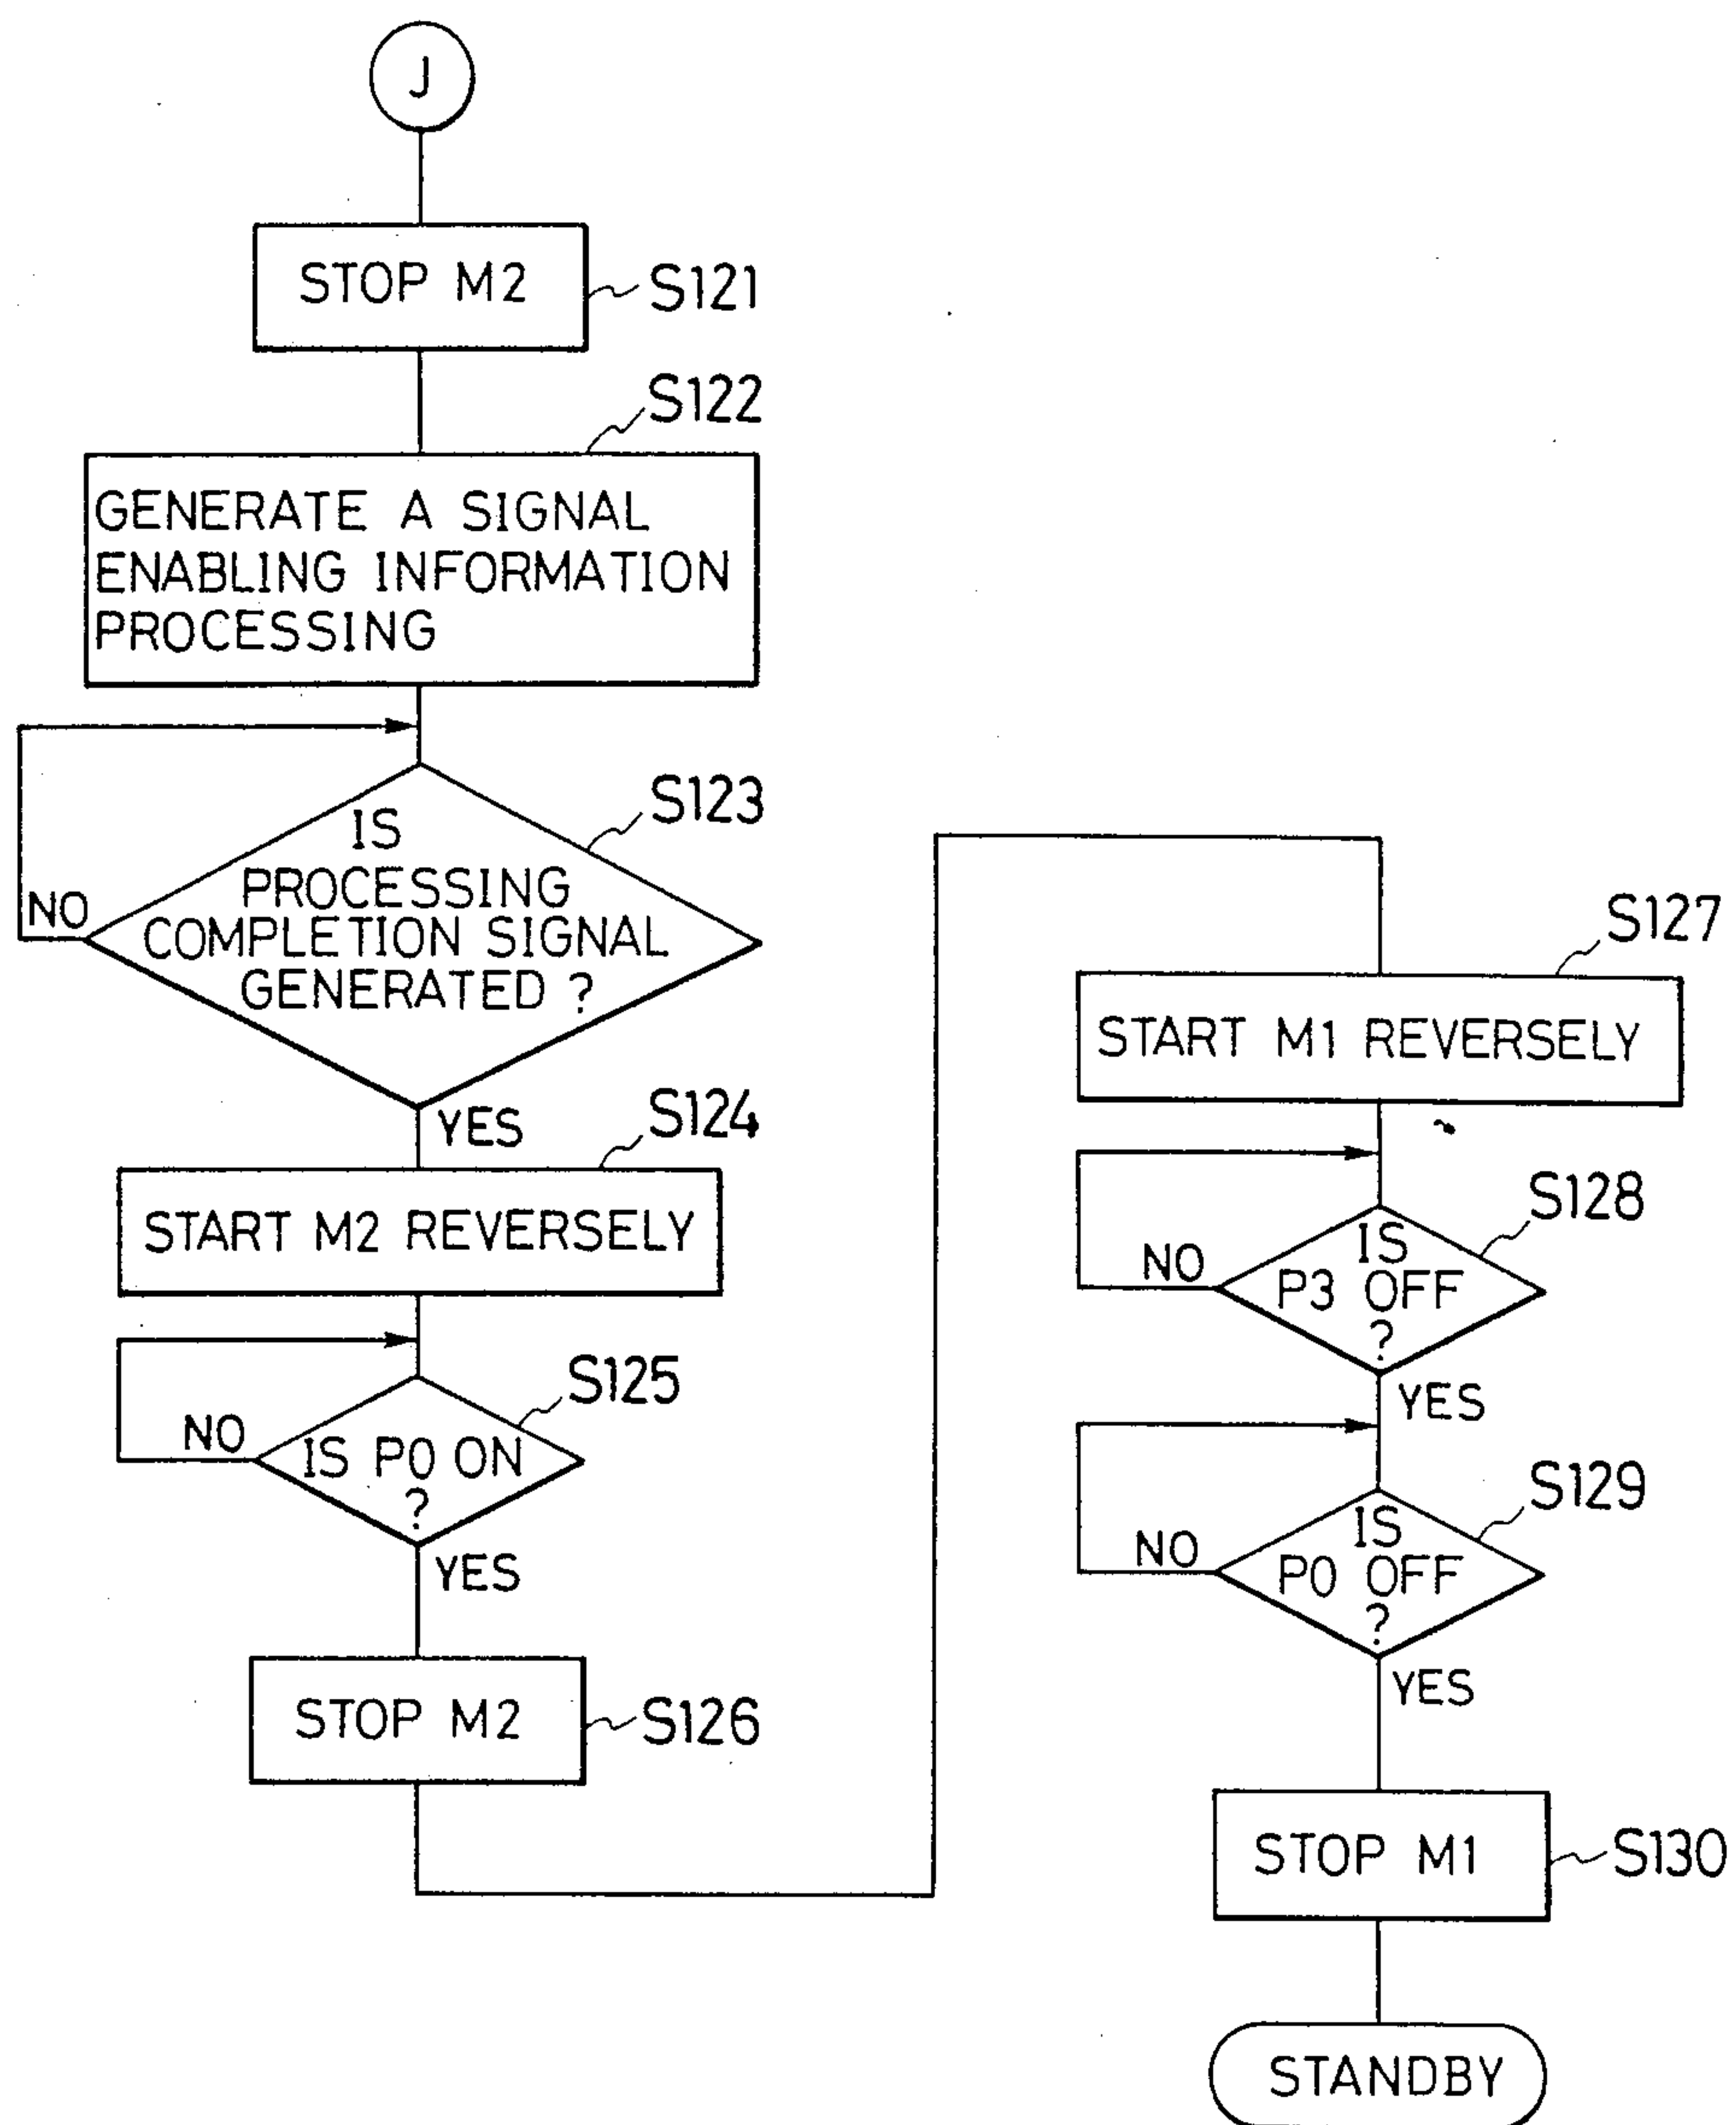 J
STOP M2
S121
S122
GENERATE A SIGNAL
ENABLING INFORMATION
PROCESSING
S123
IS
PROCESSING
COMPLETION SIGNAL
GENERATED ?
NO
YES
S124
START M2 REVERSELY
S125
NO
IS P0 ON
?
YES
STOP M2
S126
S127
START M1 REVERSELY
S128
IS
NO
P3 OFF
?
YES
S129
IS
NO
P0 OFF
?
YES
STOP M1
S130
STANDBY